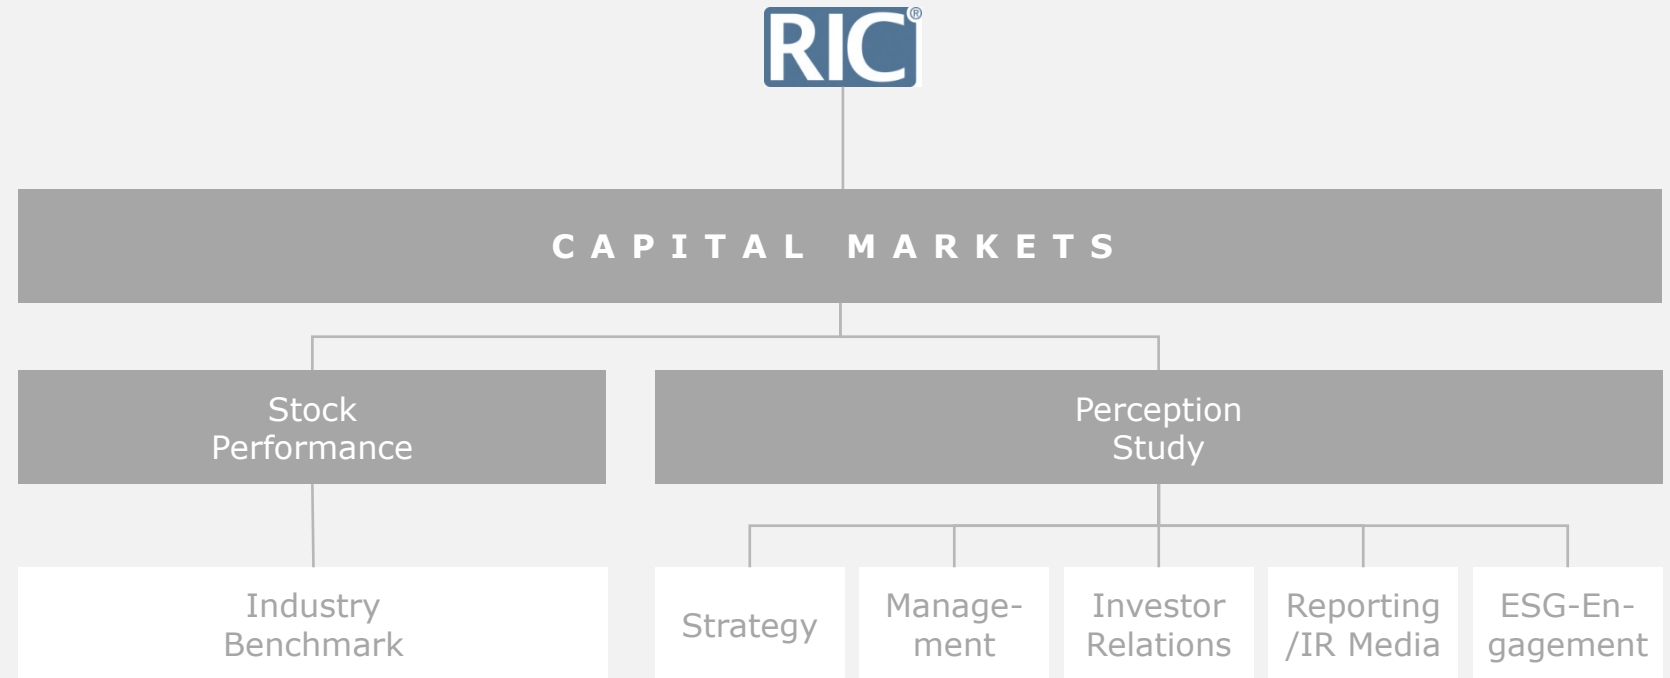 RIC®
CAPITAL MARKETS
Stock
Performance
Perception
Study
Industry
Benchmark
Strategy
Manage-
ment
Investor
Relations
Reporting
/IR Media
ESG-En-
gagement